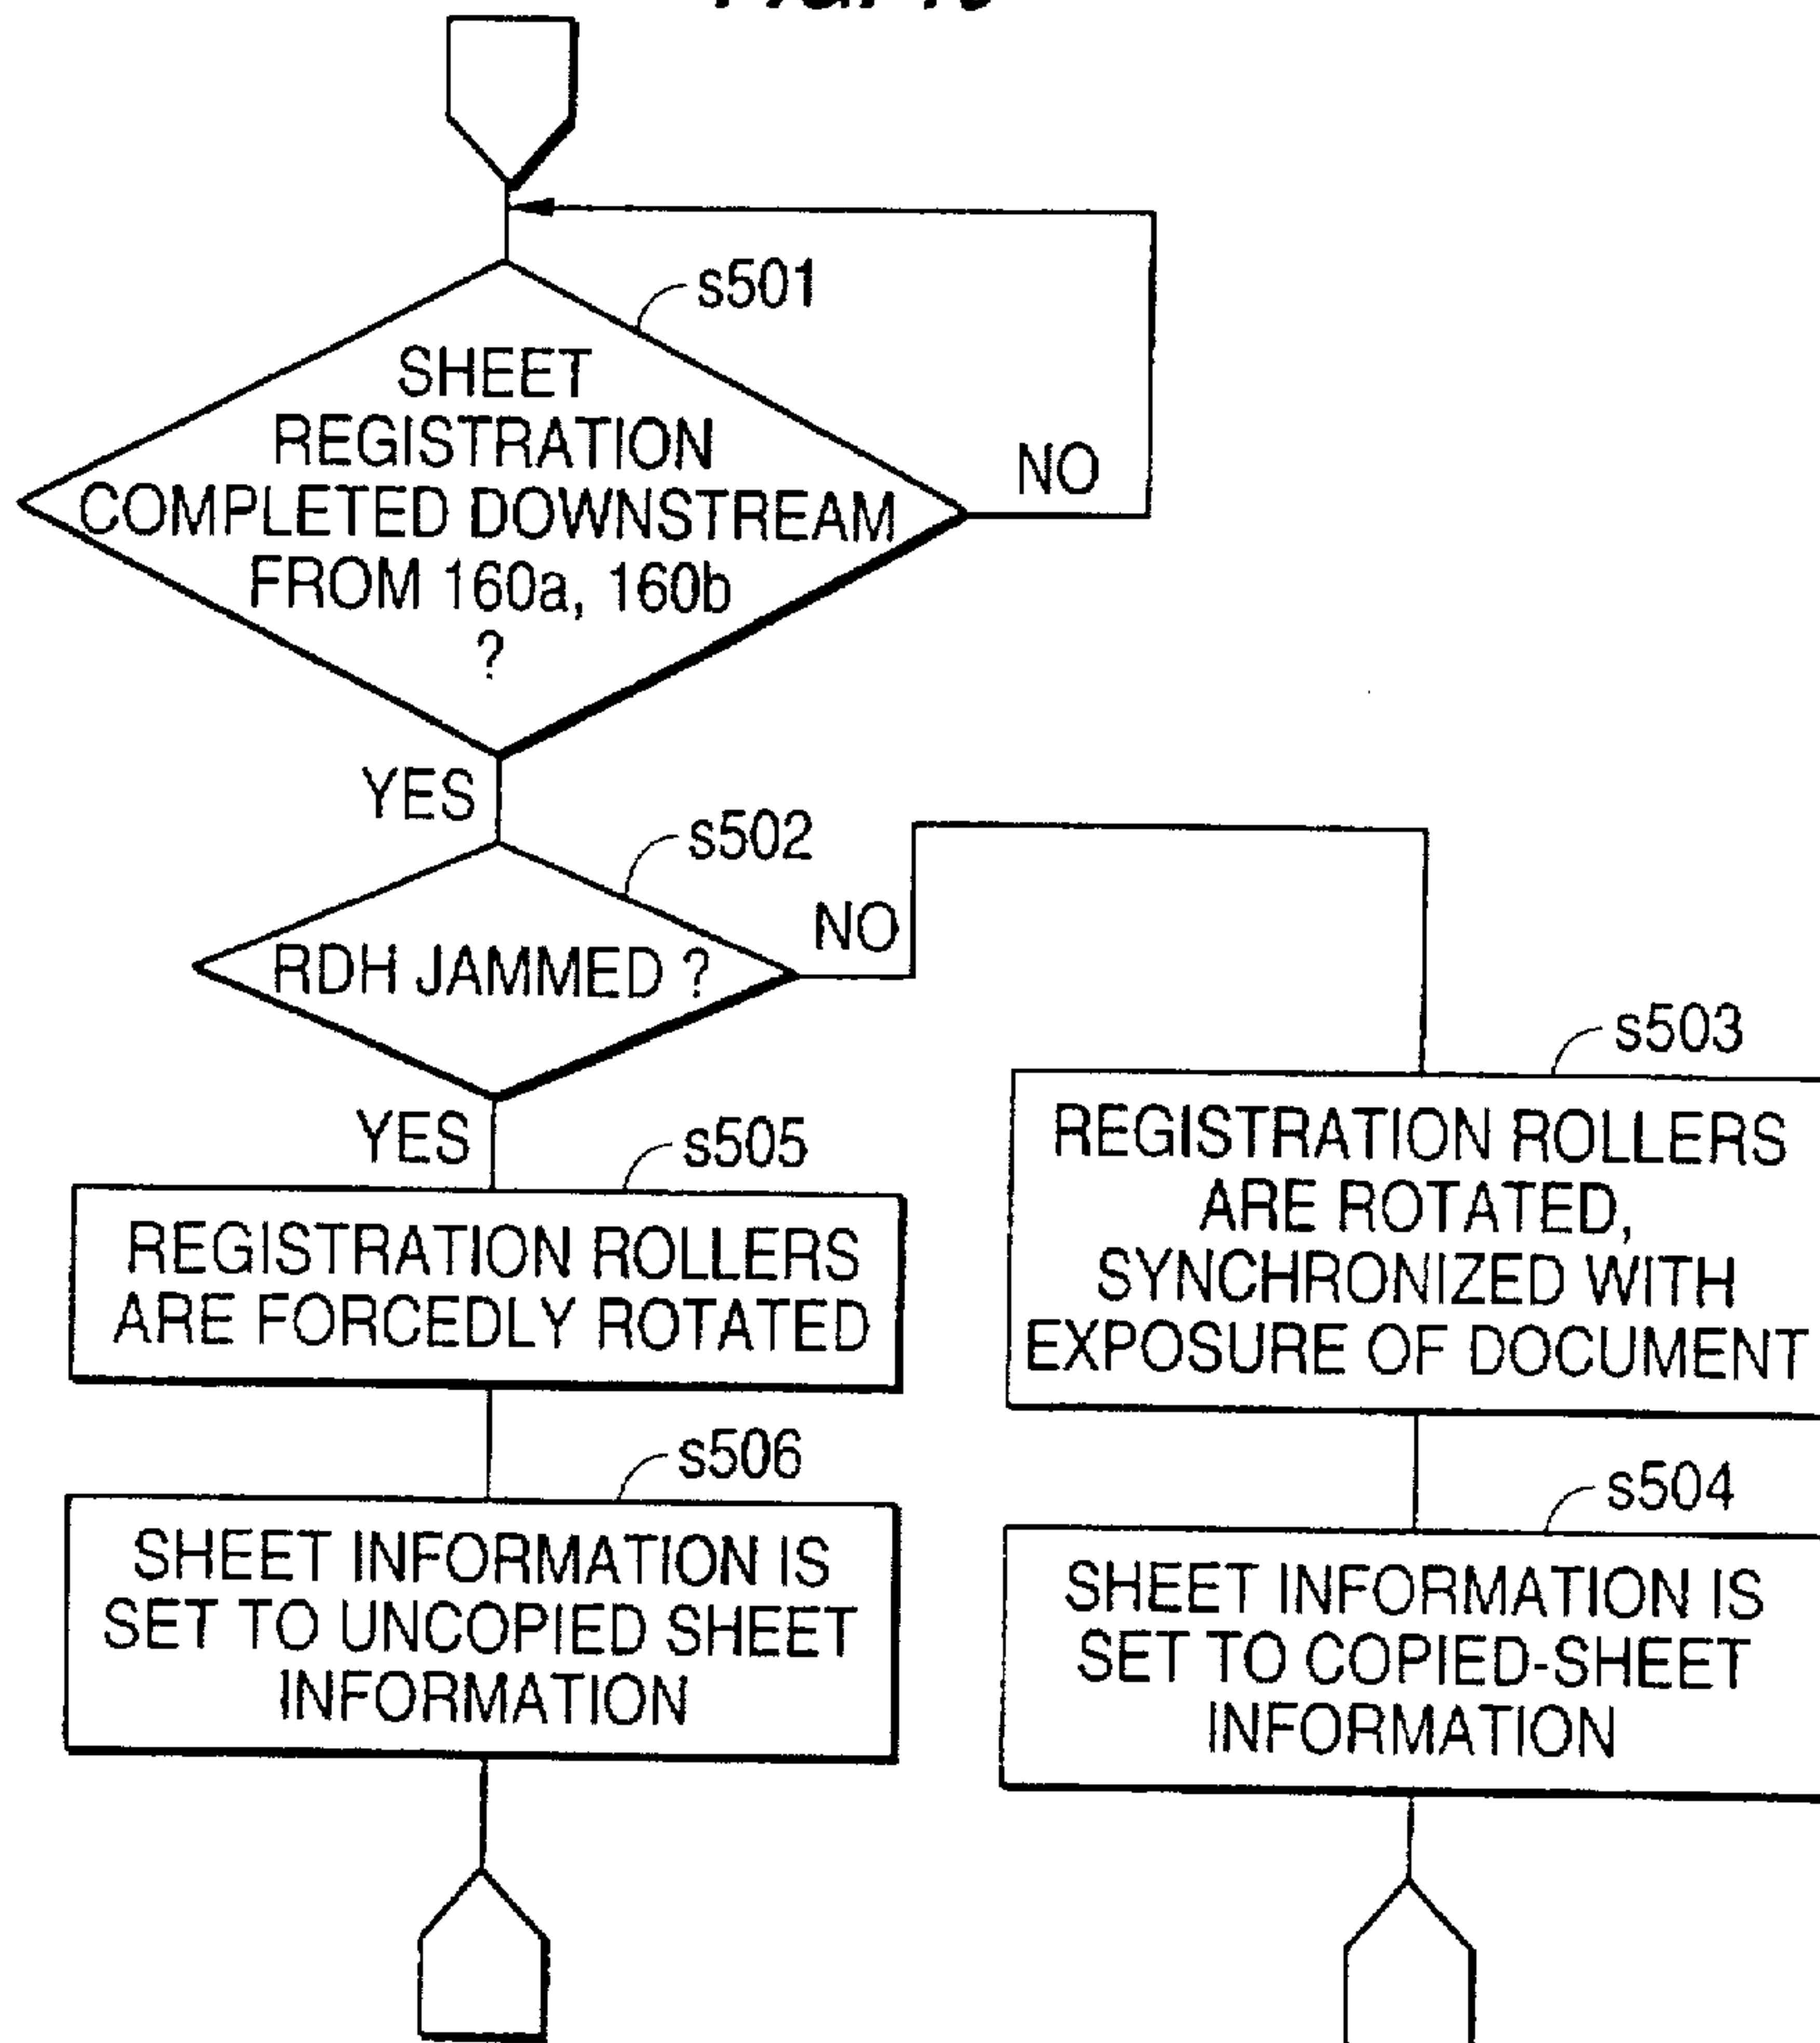 s501
SHEET
REGISTRATION
COMPLETED DOWNSTREAM
FROM 160a, 160b
?
NO
YES
s502
RDH JAMMED ?
NO
YES
s503
REGISTRATION ROLLERS
ARE ROTATED,
SYNCHRONIZED WITH
EXPOSURE OF DOCUMENT
s505
REGISTRATION ROLLERS
ARE FORCEDLY ROTATED
s506
SHEET INFORMATION IS
SET TO UNCOPIED SHEET
INFORMATION
s504
SHEET INFORMATION IS
SET TO COPIED-SHEET
INFORMATION